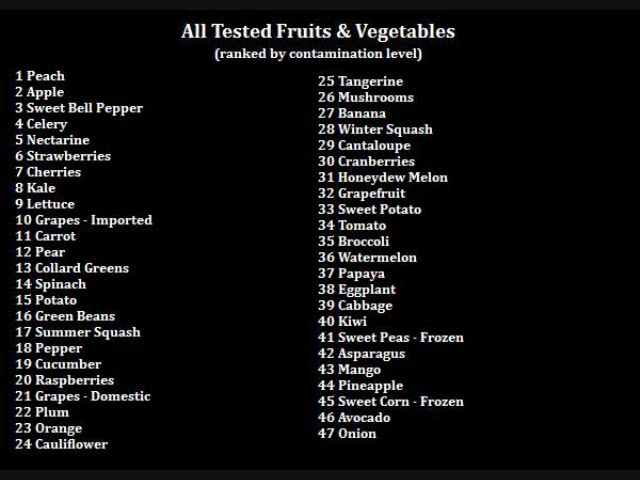 All Tested Fruits & Vegetables
(ranked by contamination level)
1 Peach
2 Apple
3 Sweet Bell Pepper
4 Celery
5 Nectarine
6 Strawberries
7 Cherries
8 Kale
9 Lettuce
10 Grapes - Imported
11 Carrot
12 Pear
13 Collard Greens
14 Spinach
15 Potato
16 Green Beans
17 Summer Squash
18 Pepper
19 Cucumber
20 Raspberries
21 Grapes - Domestic
22 Plum
23 Orange
24 Cauliflower
25 Tangerine
26 Mushrooms
27 Banana
28 Winter Squash
29 Cantaloupe
30 Cranberries
31 Honeydew Melon
32 Grapefruit
33 Sweet Potato
34 Tomato
35 Broccoli
36 Watermelon
37 Papaya
38 Eggplant
39 Cabbage
40 Kiwi
41 Sweet Peas - Frozen
42 Asparagus
43 Mango
44 Pineapple
45 Sweet Corn - Frozen
46 Avocado
47 Onion